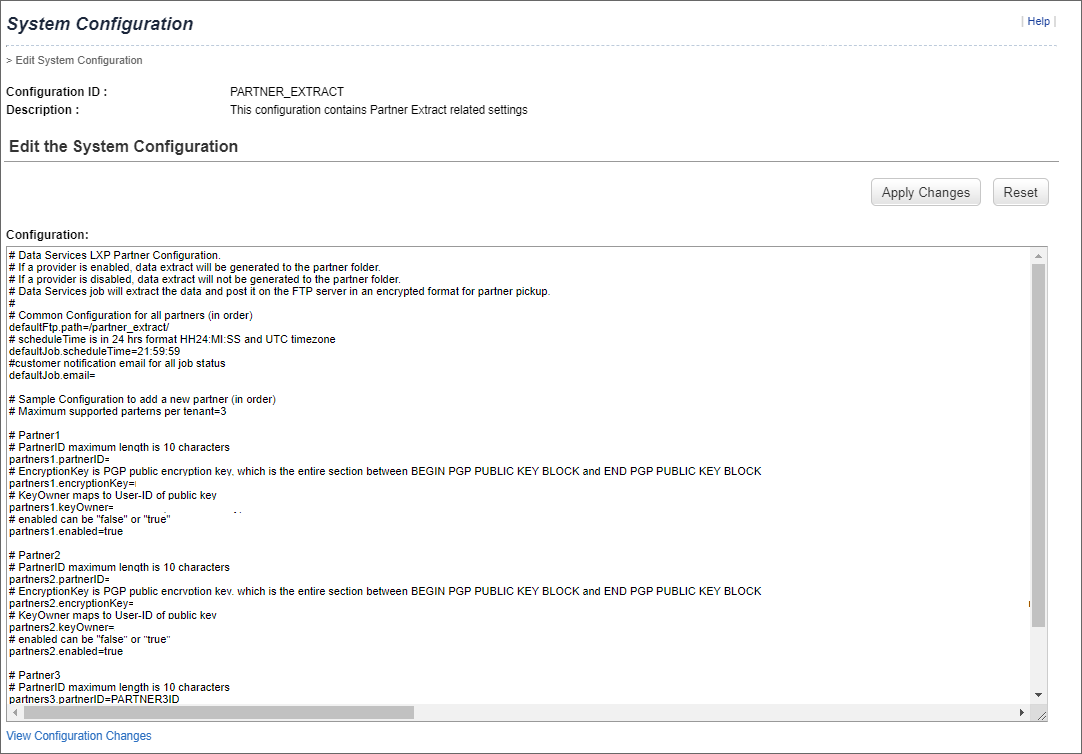 System Configuration
| Help |
> Edit System Configuration
Configuration ID : PARTNER_EXTRACT
Description : This configuration contains Partner Extract related settings
Edit the System Configuration
Apply Changes Reset
Configuration:
# Data Services LXP Partner Configuration.
# If a provider is enabled, data extract will be generated to the partner folder.
# If a provider is disabled, data extract will not be generated to the partner folder.
# Data Services job will extract the data and post it on the FTP server in an encrypted format for partner pickup.
#
# Common Configuration for all partners (in order)
defaultFtp.path=/partner_extract/
# scheduleTime is in 24 hrs format HH24:MI:SS and UTC timezone
defaultJob.scheduleTime=21:59:59
#customer notification email for all job status
defaultJob.email=
# Sample Configuration to add a new partner (in order)
# Maximum supported parterns per tenant=3
# Partner1
# PartnerID maximum length is 10 characters
partners1.partnerID=
# EncryptionKey is PGP public encryption key, which is the entire section between BEGIN PGP PUBLIC KEY BLOCK and END PGP PUBLIC KEY BLOCK
partners1.encryptionKey=
# KeyOwner maps to User-ID of public key
partners1.keyOwner=
# enabled can be "false" or "true"
partners1.enabled=true
# Partner2
# PartnerID maximum length is 10 characters
partners2.partnerID=
# EncryptionKey is PGP public encryption key, which is the entire section between BEGIN PGP PUBLIC KEY BLOCK and END PGP PUBLIC KEY BLOCK
partners2.encryptionKey=
# KeyOwner maps to User-ID of public key
partners2.keyOwner=
# enabled can be "false" or "true"
partners2.enabled=true
# Partner3
# PartnerID maximum length is 10 characters
partners3.partnerID=PARTNER3ID
View Configuration Changes